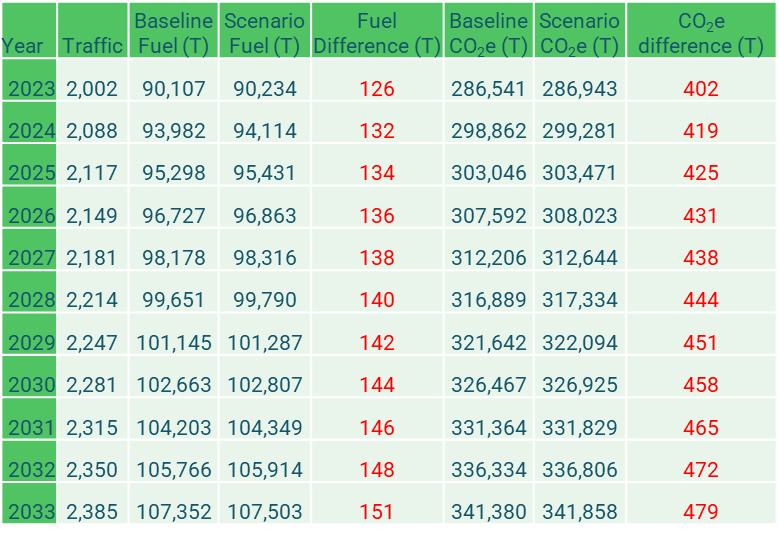 Year Traffic Baseline Fuel (T) Scenario Fuel (T) Fuel Difference (T) Baseline CO₂e (T) Scenario CO₂e (T) CO₂e difference (T)
2023 2,002 90,107 90,234 126 286,541 286,943 402
2024 2,088 93,982 94,114 132 298,862 299,281 419
2025 2,117 95,298 95,431 134 303,046 303,471 425
2026 2,149 96,727 96,863 136 307,592 308,023 431
2027 2,181 98,178 98,316 138 312,206 312,644 438
2028 2,214 99,651 99,790 140 316,889 317,334 444
2029 2,247 101,145 101,287 142 321,642 322,094 451
2030 2,281 102,663 102,807 144 326,467 326,925 458
2031 2,315 104,203 104,349 146 331,364 331,829 465
2032 2,350 105,766 105,914 148 336,334 336,806 472
2033 2,385 107,352 107,503 151 341,380 341,858 479